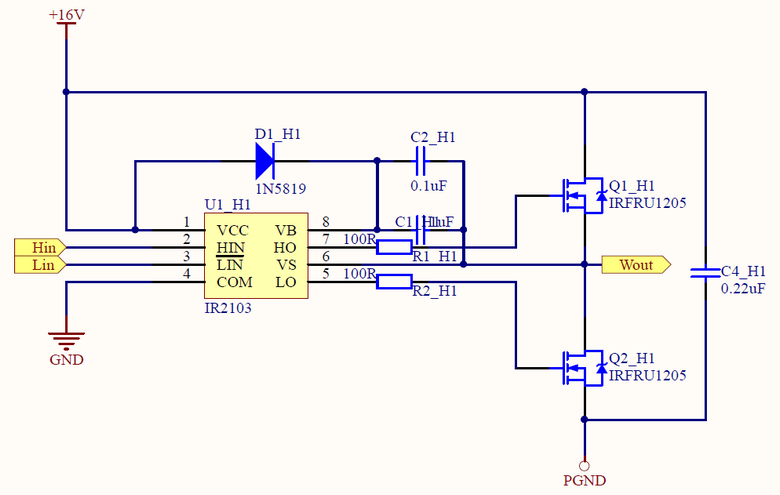 +16V
D1_H1
1N5819
C2_H1
0.1uF
U1_H1
C1_H1
1uF
1 VCC VB 8
2 HIN HO 7
3 LIN VS 6
4 COM LO 5
IR2103
Hin
Lin
100R
R1_H1
100R
R2_H1
GND
Q1_H1
IRFRU1205
Wout
C4_H1
0.22uF
Q2_H1
IRFRU1205
PGND